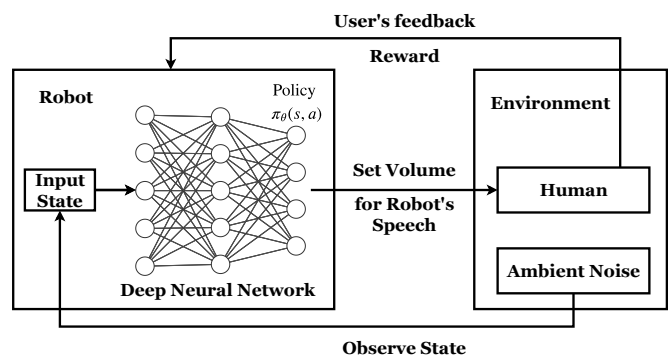 User's feedback
Reward
Robot
Policy
π_θ(s, a)
Environment
Input
State
Set Volume
for Robot's
Speech
Human
Ambient Noise
Deep Neural Network
Observe State